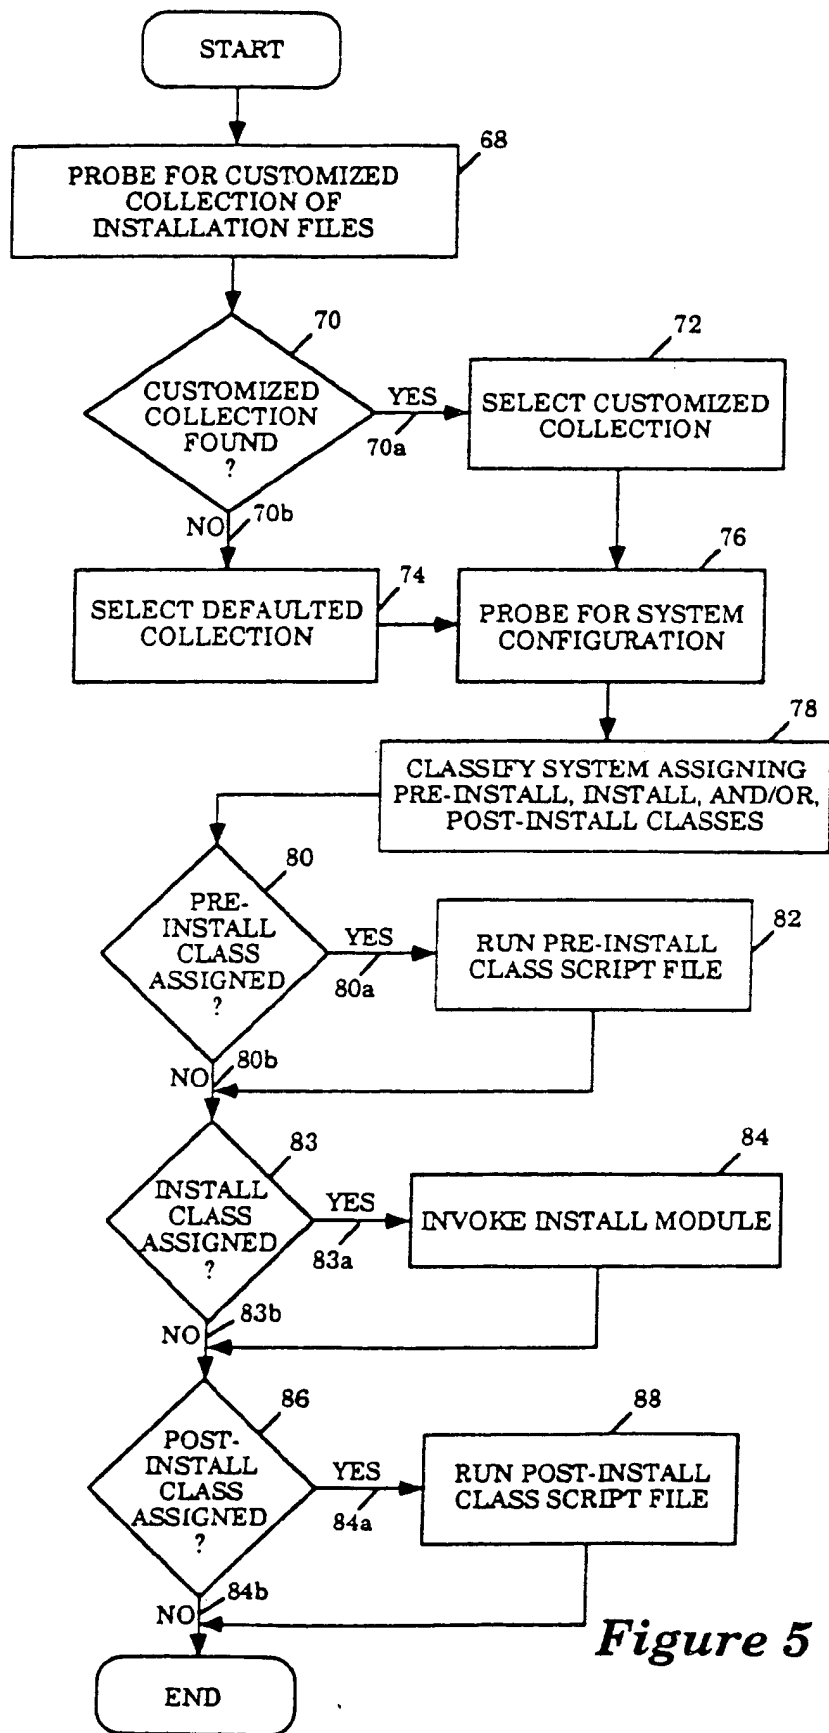 START
68
PROBE FOR CUSTOMIZED
COLLECTION OF
INSTALLATION FILES
70
CUSTOMIZED
COLLECTION
FOUND
?
YES
70a
72
SELECT CUSTOMIZED
COLLECTION
NO
70b
74
SELECT DEFAULTED
COLLECTION
76
PROBE FOR SYSTEM
CONFIGURATION
78
CLASSIFY SYSTEM ASSIGNING
PRE-INSTALL, INSTALL, AND/OR,
POST-INSTALL CLASSES
80
PRE-
INSTALL
CLASS
ASSIGNED
?
YES
80a
82
RUN PRE-INSTALL
CLASS SCRIPT FILE
NO
80b
83
INSTALL
CLASS
ASSIGNED
?
YES
83a
84
INVOKE INSTALL MODULE
NO
83b
86
POST-
INSTALL
CLASS
ASSIGNED
?
YES
84a
88
RUN POST-INSTALL
CLASS SCRIPT FILE
NO
84b
END
Figure 5